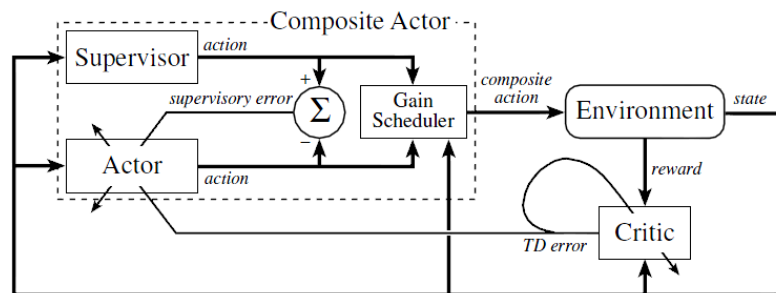 Composite Actor
Supervisor
action
+
supervisory error
Σ
−
Actor
action
Gain
Scheduler
composite
action
Environment
state
reward
Critic
TD error